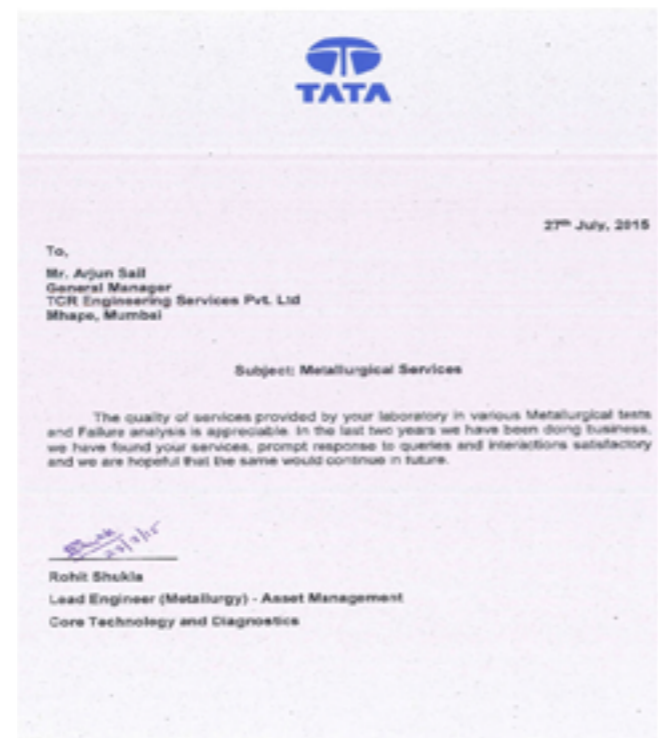 TATA
27th July, 2015
To,
Mr. Arjun Sail
General Manager
TCR Engineering Services Pvt. Ltd
Mhape, Mumbai
Subject: Metallurgical Services
The quality of services provided by your laboratory in various Metallurgical tests
and Failure analysis is appreciable. In the last two years we have been doing business,
we have found your services, prompt response to queries and interactions satisfactory
and we are hopeful that the same would continue in future.
Rohit Shukla
Lead Engineer (Metallurgy) - Asset Management
Core Technology and Diagnostics